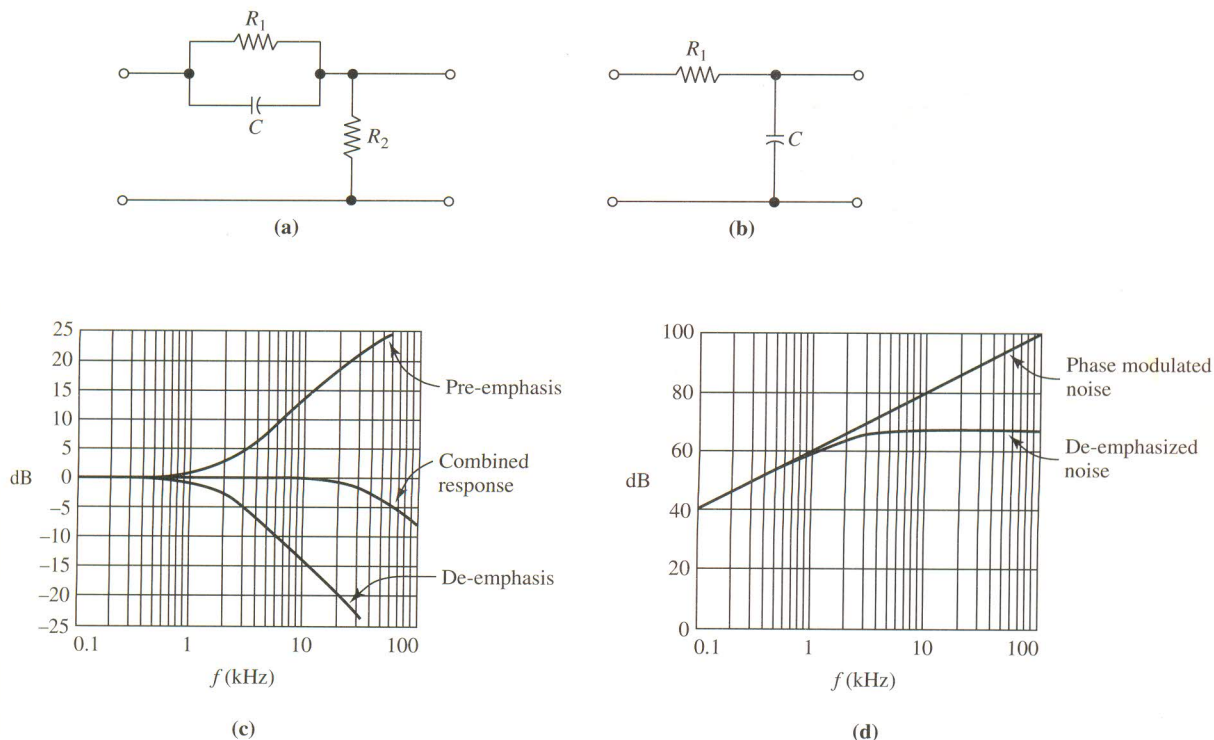 R1
C
R2
(a)
R1
C
(b)
25
20
15
10
5
0
–5
–10
–15
–20
–25
dB
0.1
1
10
100
f (kHz)
Pre-emphasis
Combined
response
De-emphasis
(c)
100
80
60
40
20
0
dB
0.1
1
10
100
f (kHz)
Phase modulated
noise
De-emphasized
noise
(d)